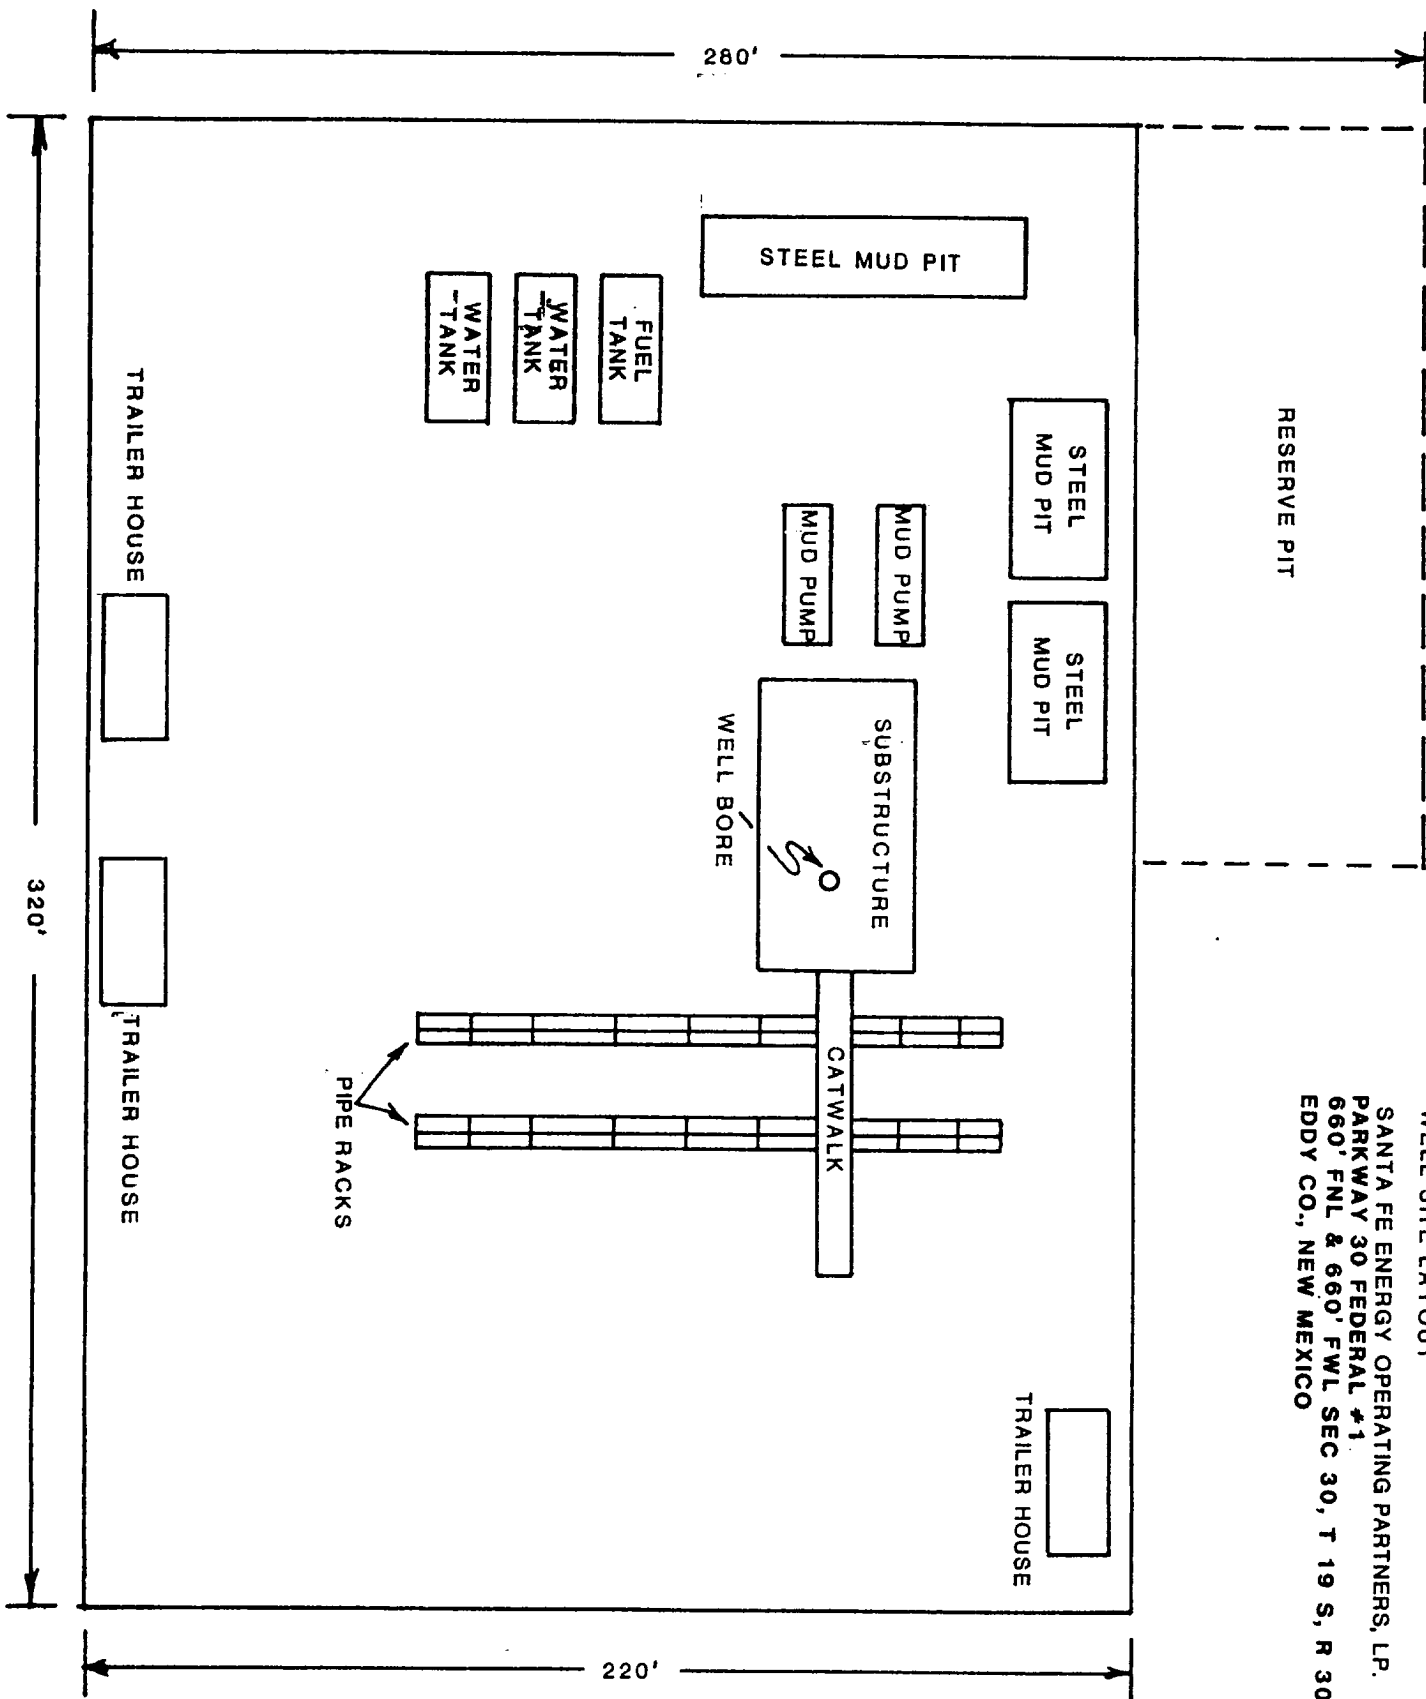 WELL SITE LAYOUT
SANTA FE ENERGY OPERATING PARTNERS, LP.
PARKWAY 30 FEDERAL #1
660' FNL & 660' FWL SEC 30, T 19 S, R 30
EDDY CO., NEW MEXICO
280'
RESERVE PIT
STEEL MUD PIT
STEEL
MUD PIT
STEEL
MUD PIT
FUEL
TANK
WATER
TANK
WATER
TANK
MUD PUMP
MUD PUMP
SUBSTRUCTURE
WELL BORE
CATWALK
PIPE RACKS
TRAILER HOUSE
TRAILER HOUSE
TRAILER HOUSE
320'
220'